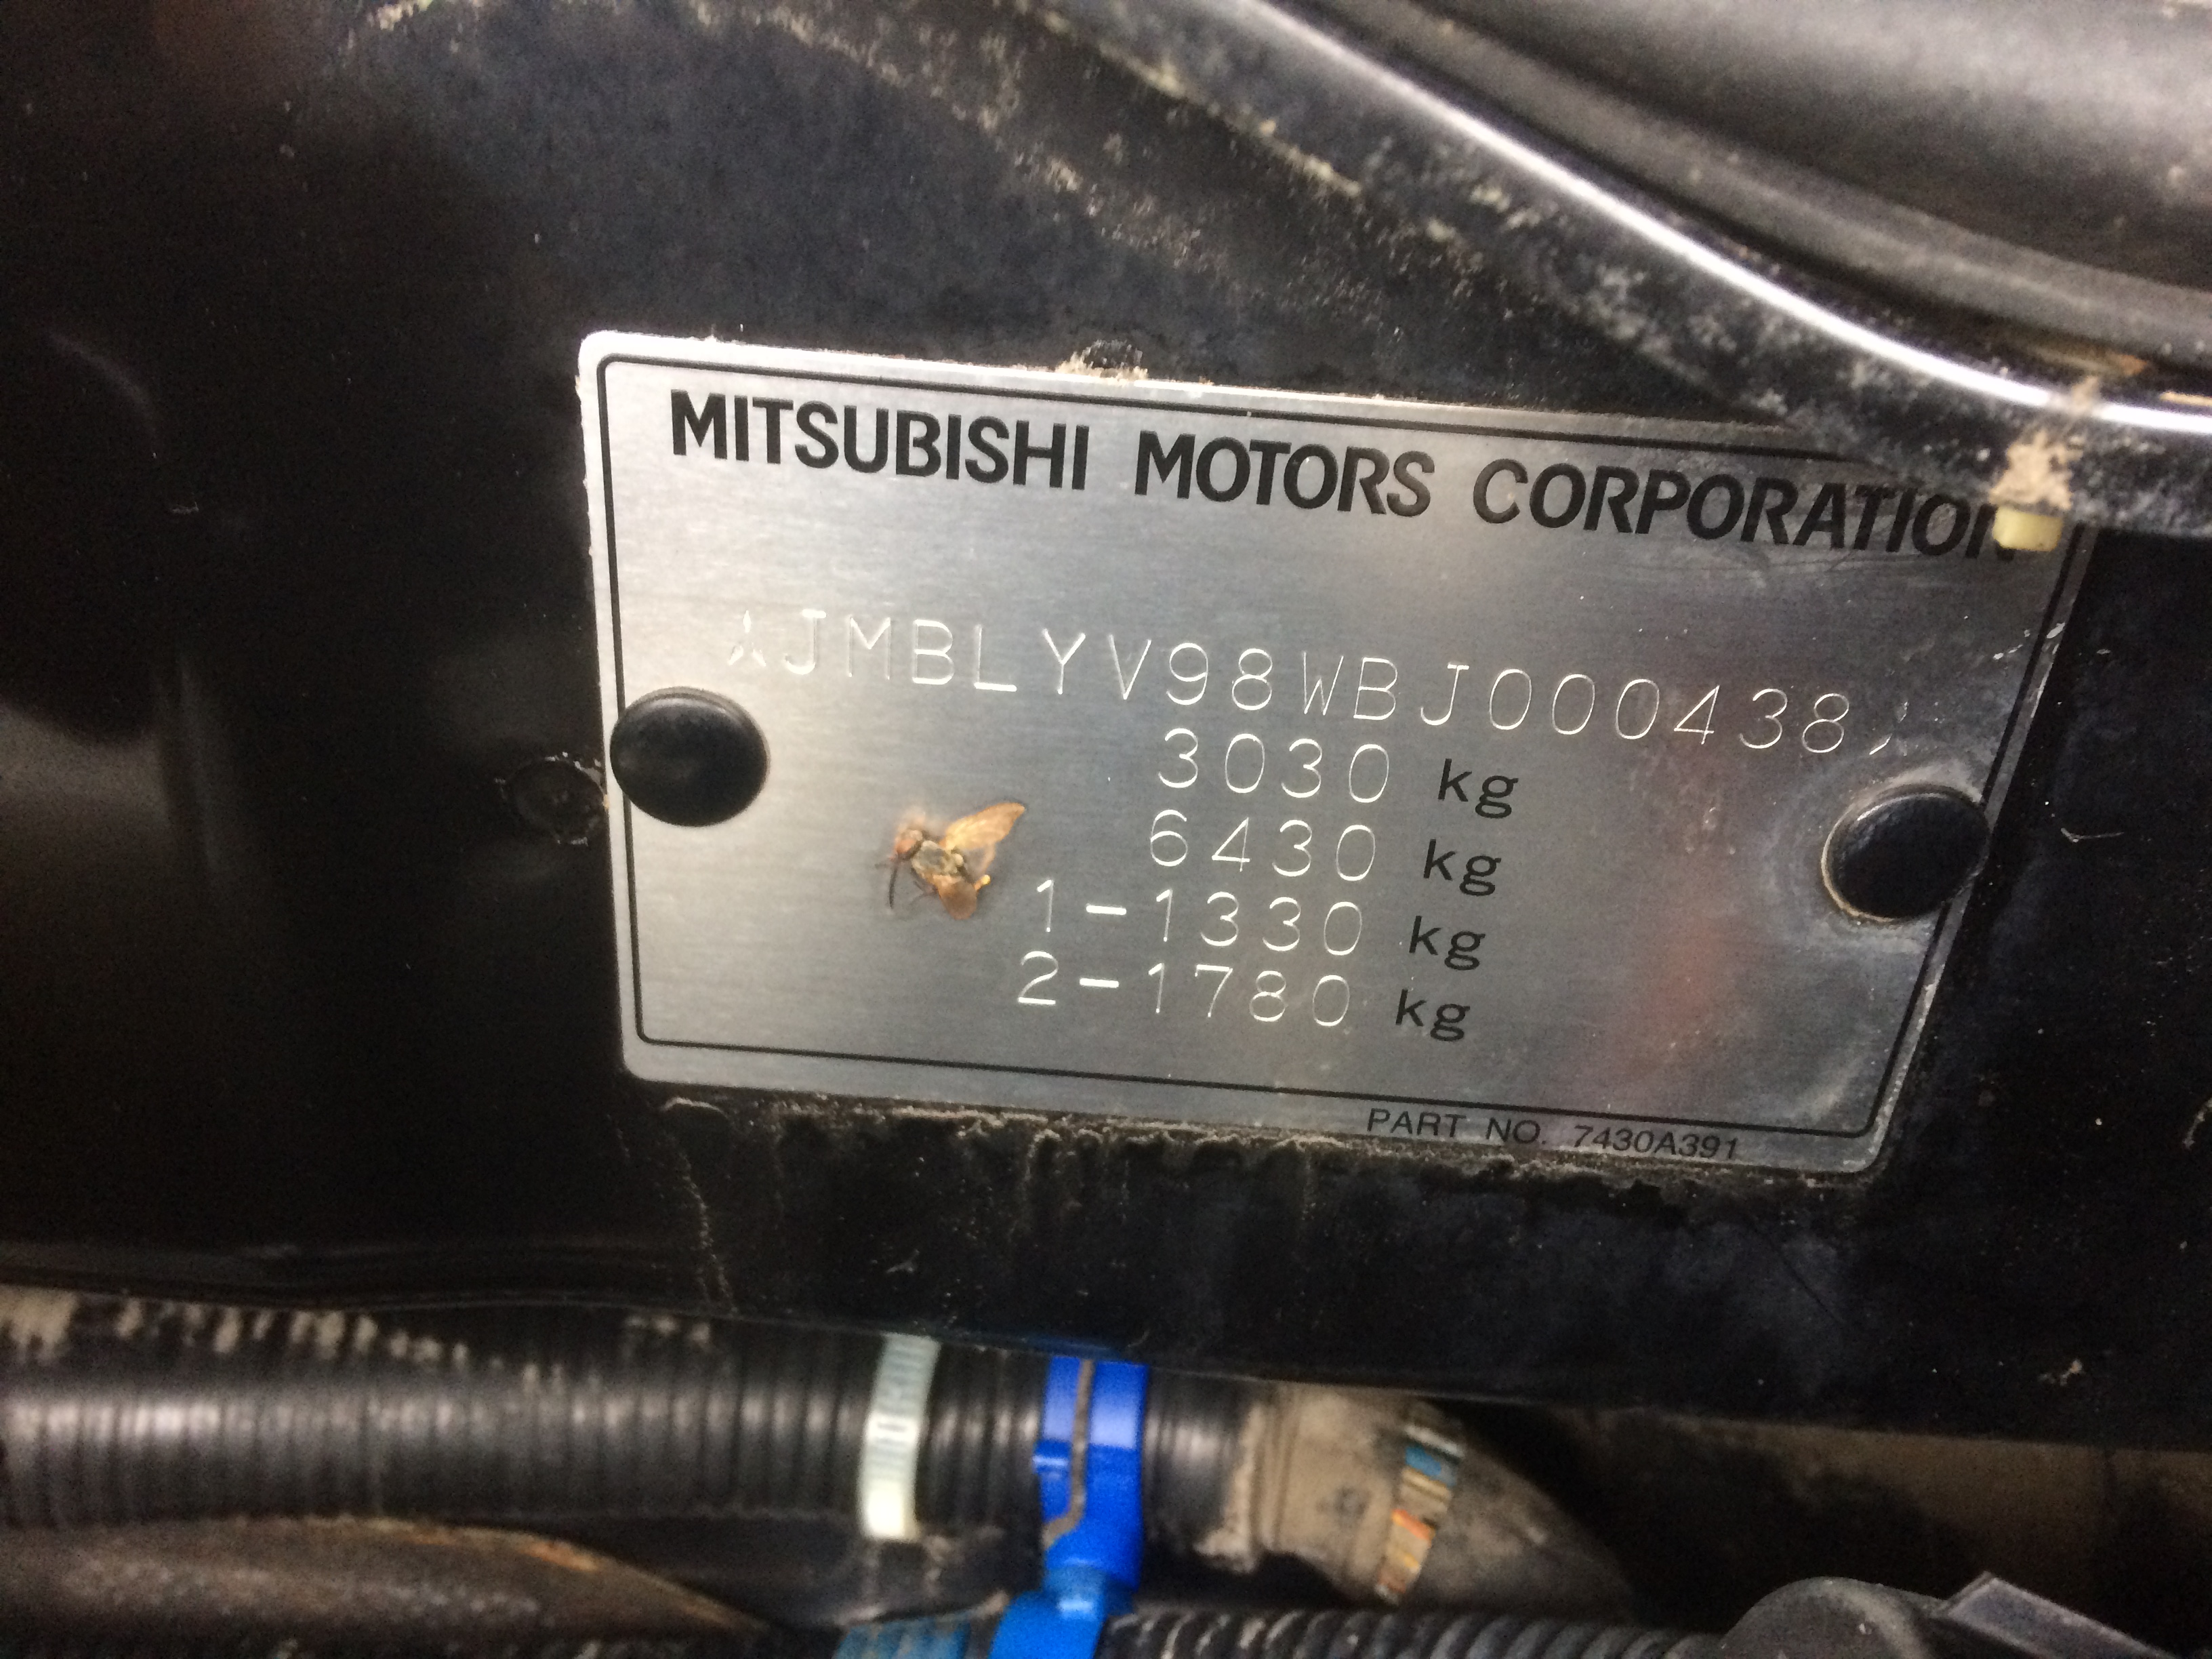 MITSUBISHI MOTORS CORPORATION
JMBLYV98WBJ000438
3030 kg
6430 kg
1-1330 kg
2-1780 kg
PART NO. 7430A391